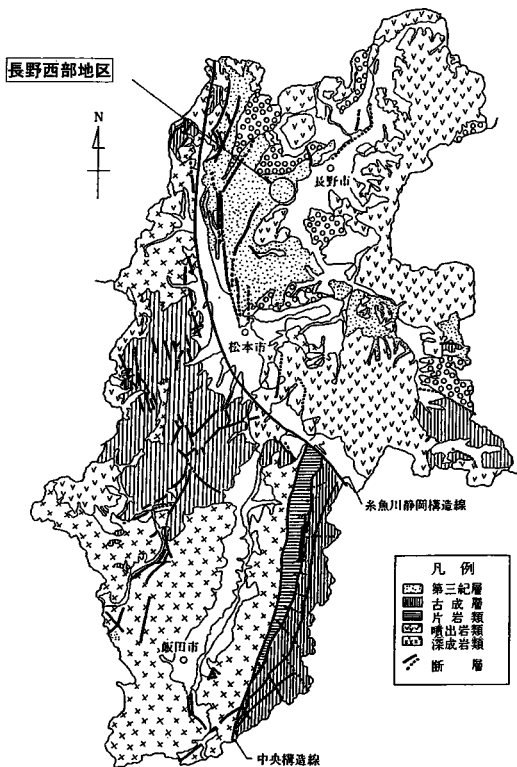 長野西部地区
N
長野市
松本市
糸魚川静岡構造線
飯田市
中央構造線
凡例
第三紀層
古成層
片岩類
噴出岩類
深成岩類
断層